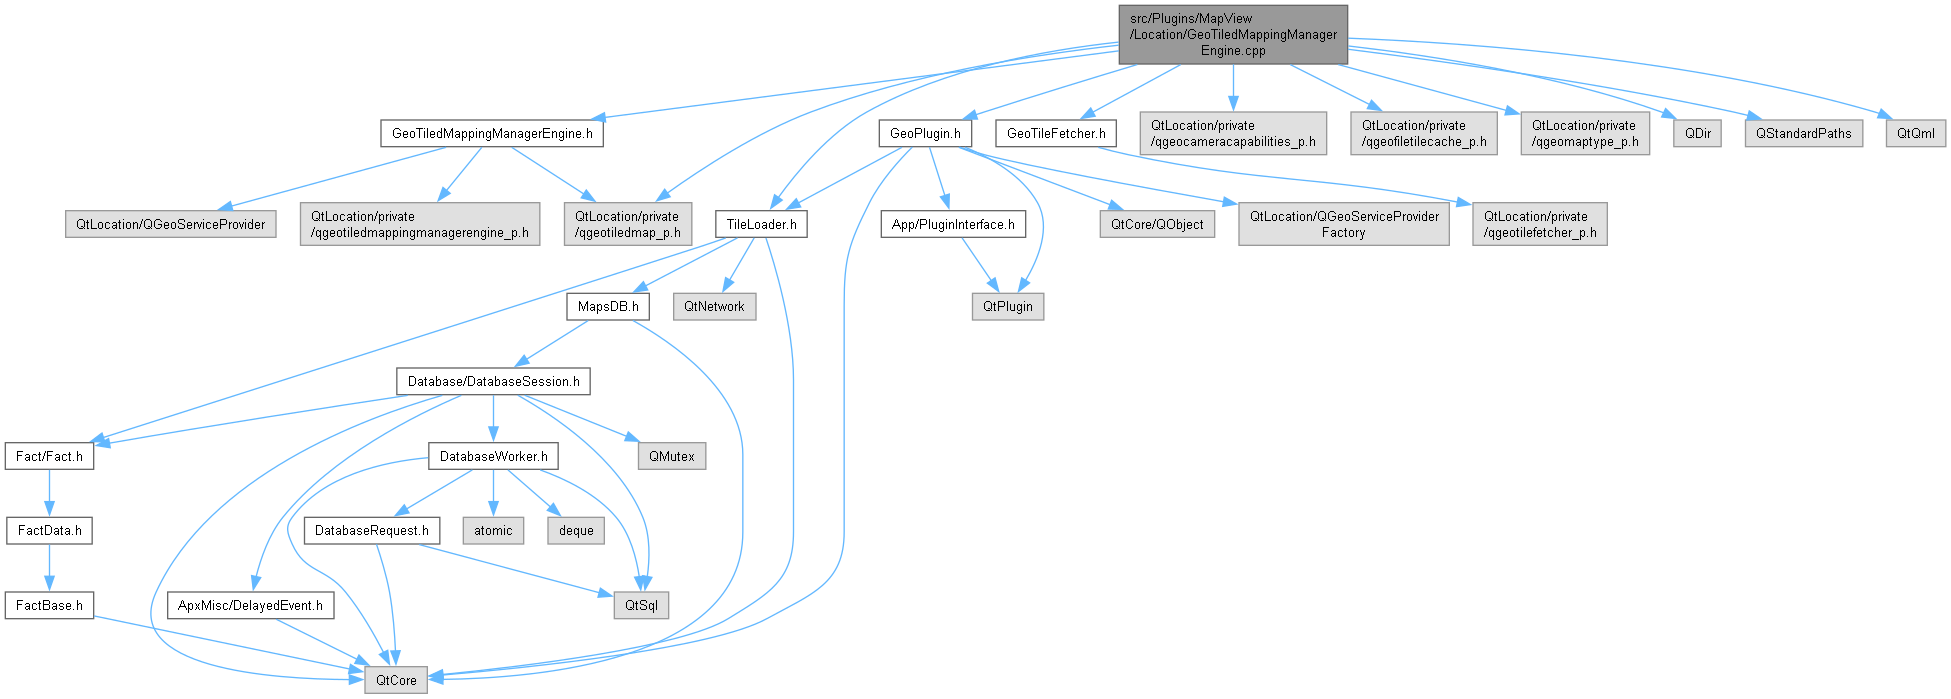 src/Plugins/MapView
/Location/GeoTiledMappingManager
Engine.cpp
GeoTiledMappingManagerEngine.h
GeoPlugin.h
GeoTileFetcher.h
QtLocation/private
/qgeocameracapabilities_p.h
QtLocation/private
/qgeofiletilecache_p.h
QtLocation/private
/qgeomaptype_p.h
QDir
QStandardPaths
QtQml
QtLocation/QGeoServiceProvider
QtLocation/private
/qgeotiledmappingmanagerengine_p.h
QtLocation/private
/qgeotiledmap_p.h
TileLoader.h
App/PluginInterface.h
QtCore/QObject
QtLocation/QGeoServiceProvider
Factory
QtLocation/private
/qgeotilefetcher_p.h
MapsDB.h
QtNetwork
QtPlugin
Database/DatabaseSession.h
Fact/Fact.h
DatabaseWorker.h
QMutex
FactData.h
DatabaseRequest.h
atomic
deque
FactBase.h
ApxMisc/DelayedEvent.h
QtSql
QtCore